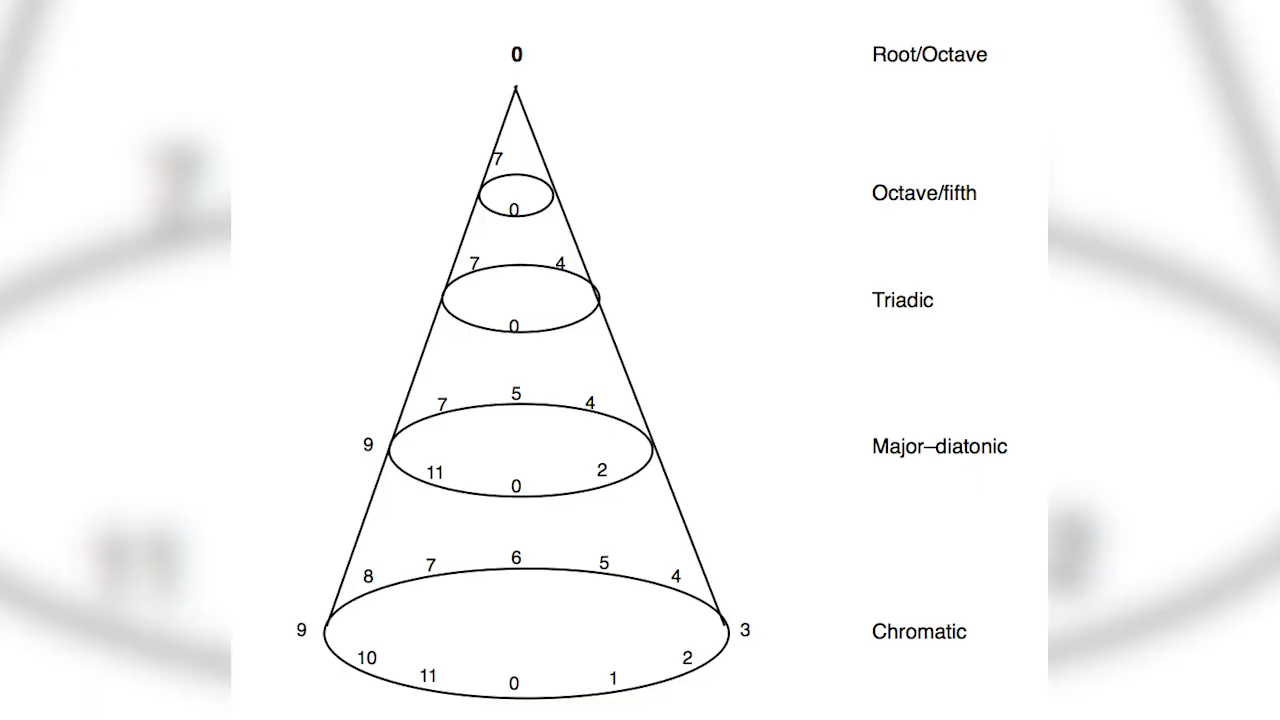 0 Root/Octave
7
0 Octave/fifth
7 4
0 Triadic
7 5 4
9 Major–diatonic
11 0 2
8 7 6 5 4
9 3 Chromatic
10 11 0 1 2